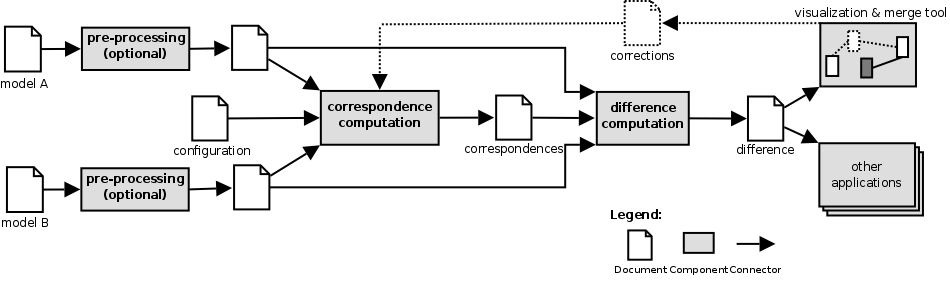 visualization & merge tool
pre-processing
(optional)
corrections
model A
correspondence
computation
difference
computation
configuration
correspondences
difference
other
applications
pre-processing
(optional)
model B
Legend:
Document Component Connector